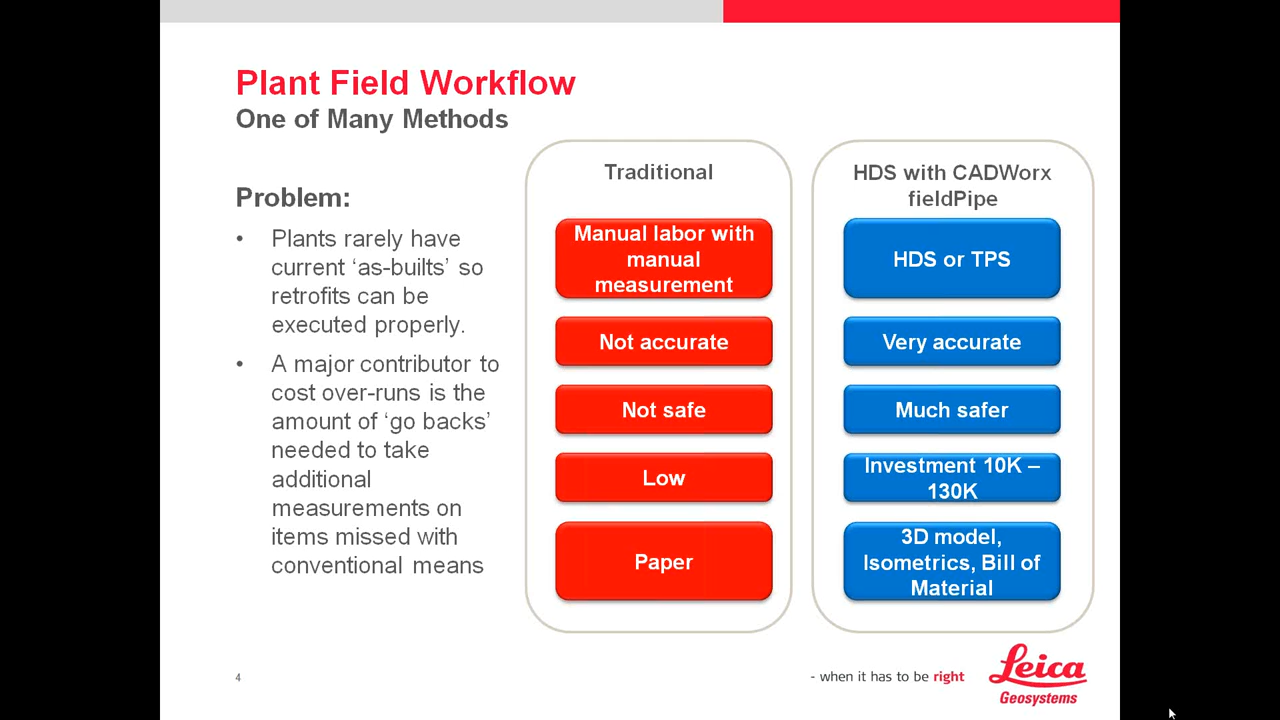 Plant Field Workflow
One of Many Methods
Problem:
• Plants rarely have
current ‘as-builts’ so
retrofits can be
executed properly.
• A major contributor to
cost over-runs is the
amount of ‘go backs’
needed to take
additional
measurements on
items missed with
conventional means
Traditional
Manual labor with
manual
measurement
Not accurate
Not safe
Low
Paper
HDS with CADWorx
fieldPipe
HDS or TPS
Very accurate
Much safer
Investment 10K –
130K
3D model,
Isometrics, Bill of
Material
4
- when it has to be right
Leica
Geosystems